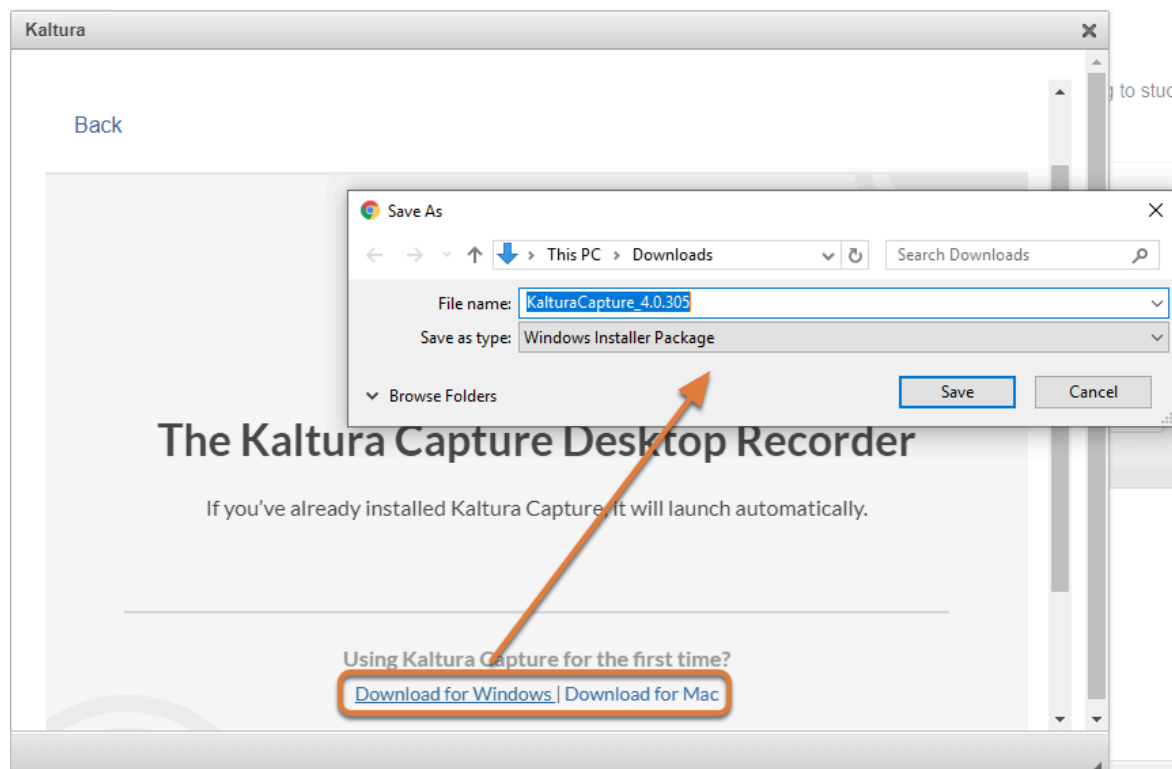 Kaltura
to stuc
Back
Save As
This PC > Downloads
Search Downloads
File name: KalturaCapture_4.0.305
Save as type: Windows Installer Package
Browse Folders
Save
Cancel
The Kaltura Capture Desktop Recorder
If you've already installed Kaltura Capture, it will launch automatically.
Using Kaltura Capture for the first time?
Download for Windows | Download for Mac